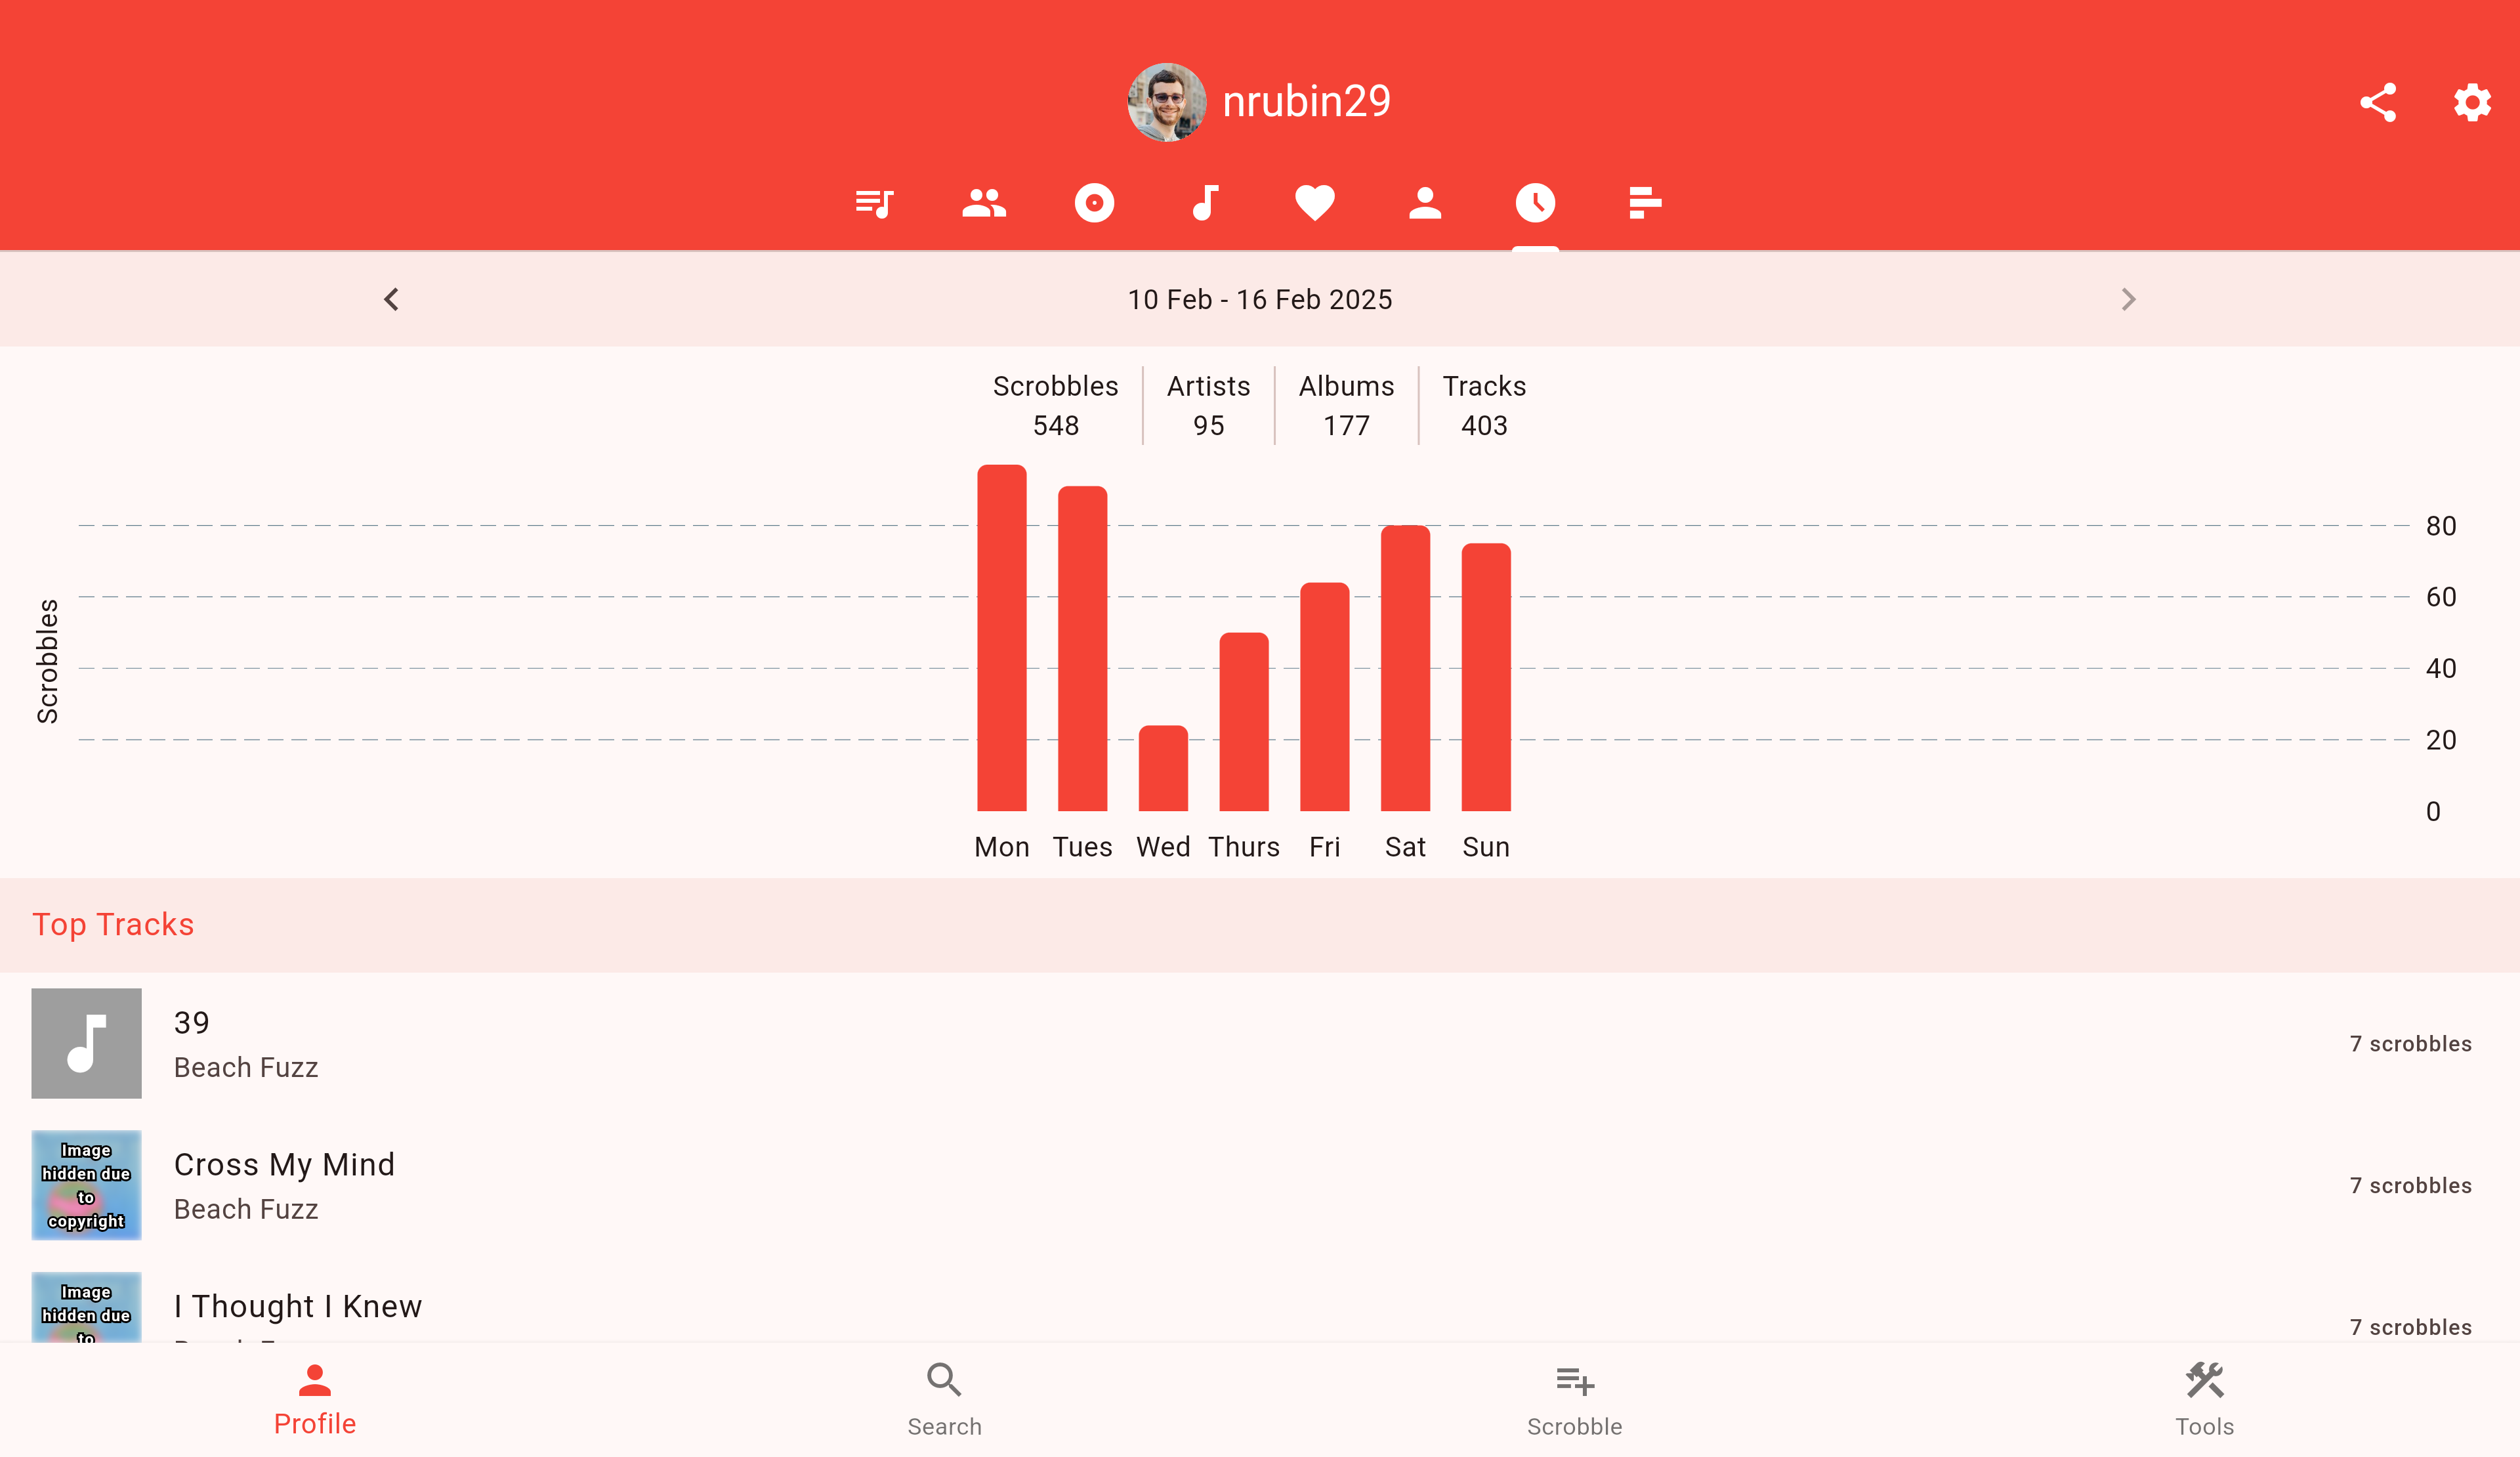 nrubin29
10 Feb - 16 Feb 2025
Scrobbles Artists Albums Tracks
548 95 177 403
Scrobbles
80
60
40
20
0
Mon Tues Wed Thurs Fri Sat Sun
Top Tracks
39
Beach Fuzz
7 scrobbles
Image
hidden due
to
copyright
Cross My Mind
Beach Fuzz
7 scrobbles
Image
hidden due
to
I Thought I Knew
7 scrobbles
Profile Search Scrobble Tools